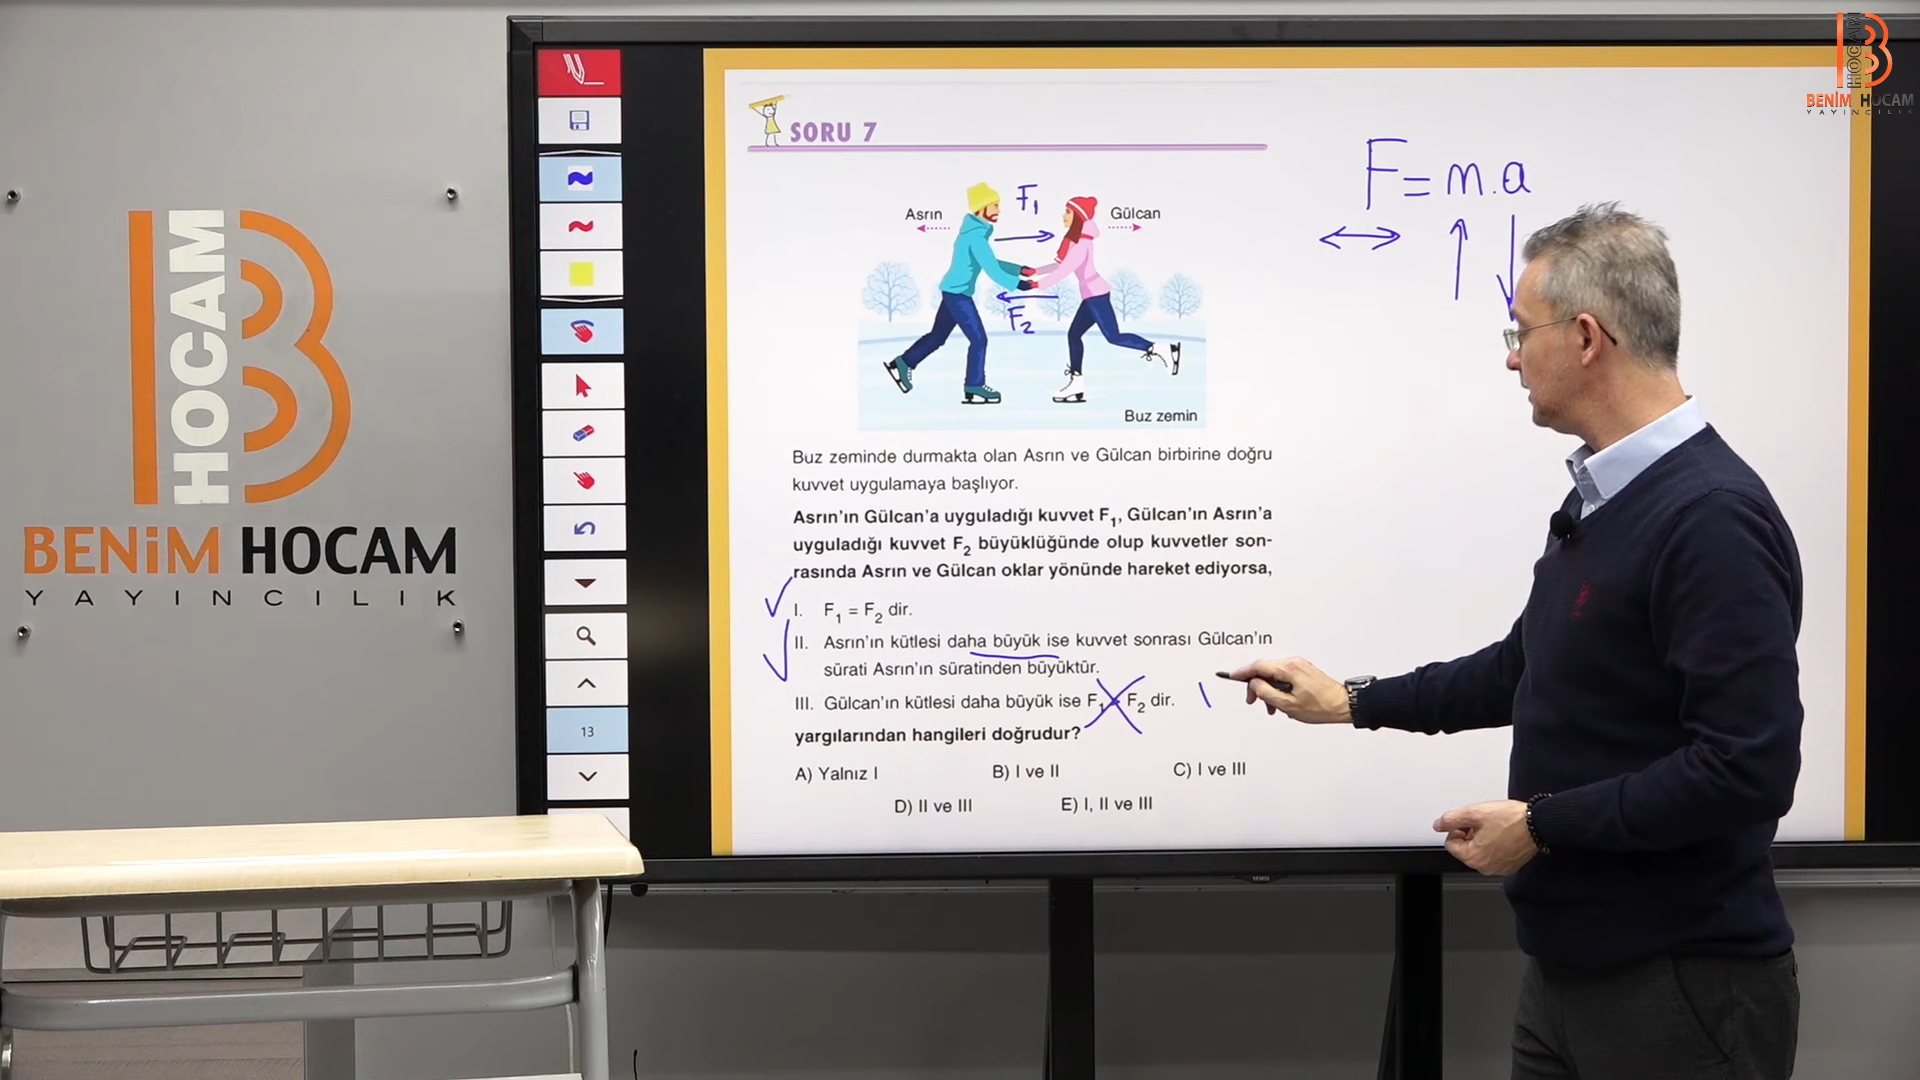 HOCAM
BENİM HOCAM
YAYINCILIK
HOCAM
BENİM HOCAM
YAYINCILIK
SORU 7
F = m.a
F1
Asrın
Gülcan
F2
Buz zemin
Buz zeminde durmakta olan Asrın ve Gülcan birbirine doğru
kuvvet uygulamaya başlıyor.
Asrın'ın Gülcan'a uyguladığı kuvvet F1, Gülcan'ın Asrın'a
uyguladığı kuvvet F2 büyüklüğünde olup kuvvetler son-
rasında Asrın ve Gülcan oklar yönünde hareket ediyorsa,
I. F1 = F2 dir.
II. Asrın'ın kütlesi daha büyük ise kuvvet sonrası Gülcan'ın
sürati Asrın'ın süratinden büyüktür.
III. Gülcan'ın kütlesi daha büyük ise F1 F2 dir.
yargılarından hangileri doğrudur?
A) Yalnız I
B) I ve II
C) I ve III
D) II ve III
E) I, II ve III
13